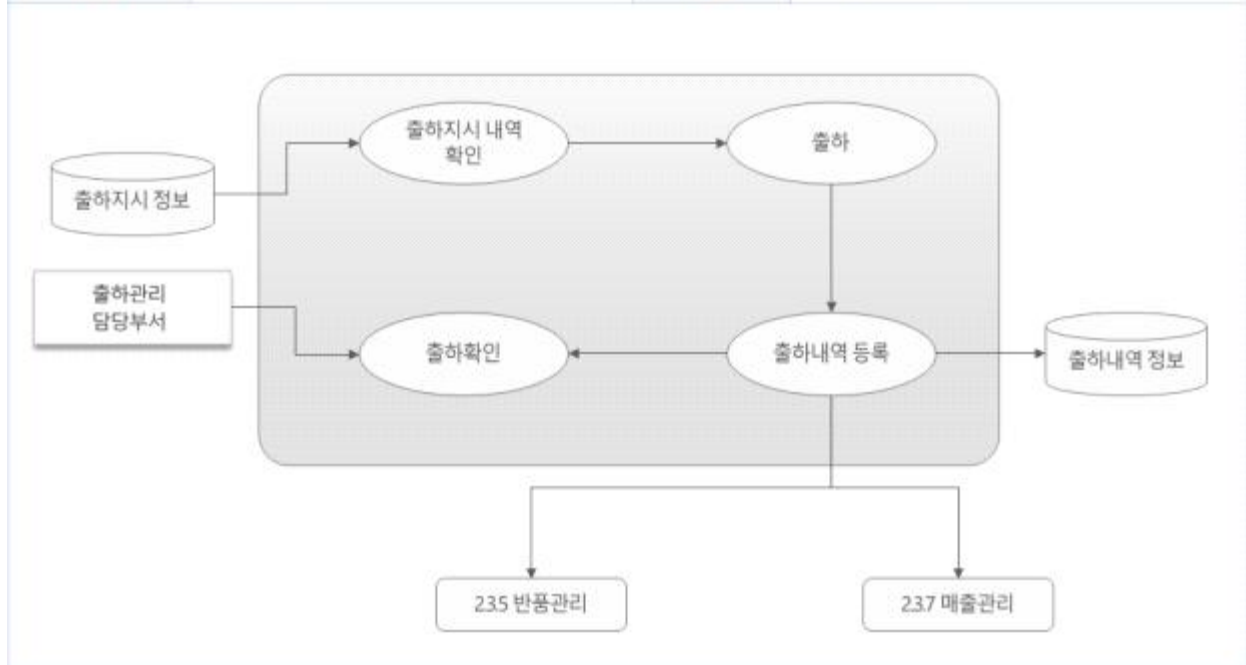 출하지시 내역
확인
출하
출하지시 정보
출하관리
담당부서
출하확인
출하내역 등록
출하내역 정보
2.3.5 반품관리
2.3.7 매출관리